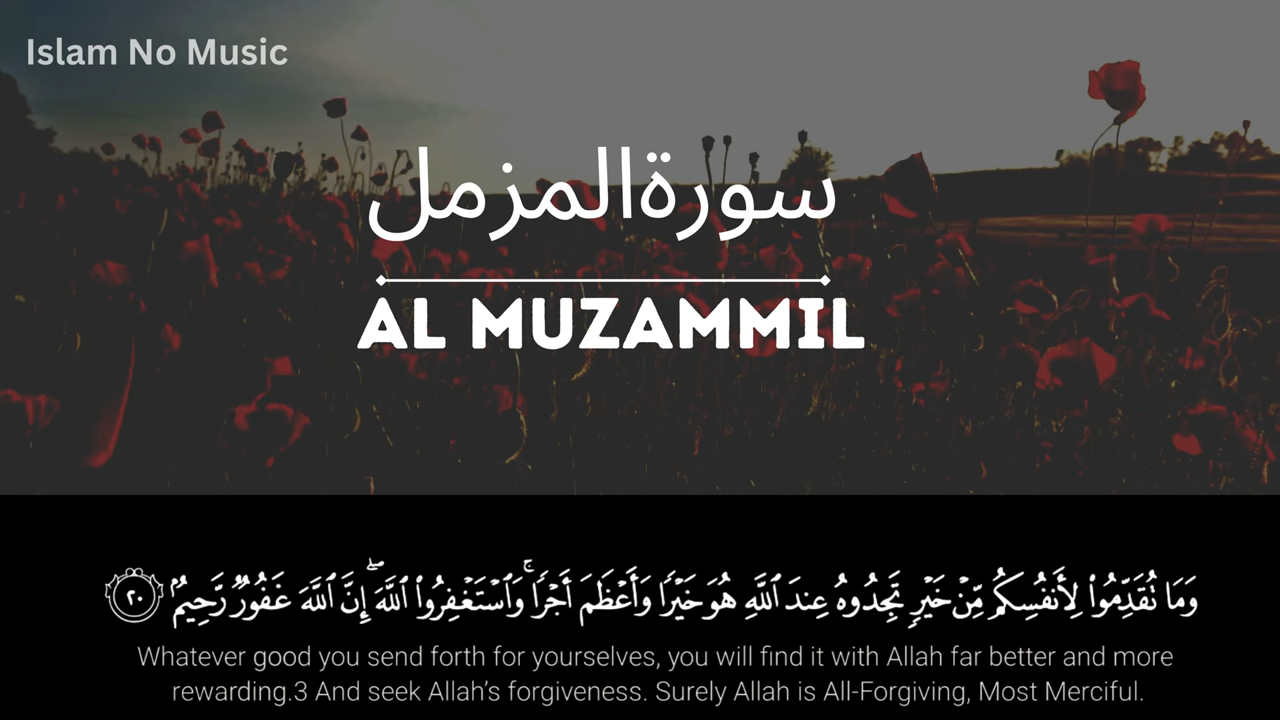 Islam No Music
سورةالمزمل
AL MUZAMMIL
وَمَا تُقَدِّمُوا۟ لِأَنفُسِكُم مِّنْ خَيْرٍ تَجِدُوهُ عِندَ ٱللَّهِ هُوَ خَيْرًا وَأَعْظَمَ أَجْرًا ۚ وَٱسْتَغْفِرُوا۟ ٱللَّهَ ۖ إِنَّ ٱللَّهَ غَفُورٌ رَّحِيمٌۢ ٢٠
Whatever good you send forth for yourselves, you will find it with Allah far better and more
rewarding.3 And seek Allah’s forgiveness. Surely Allah is All-Forgiving, Most Merciful.